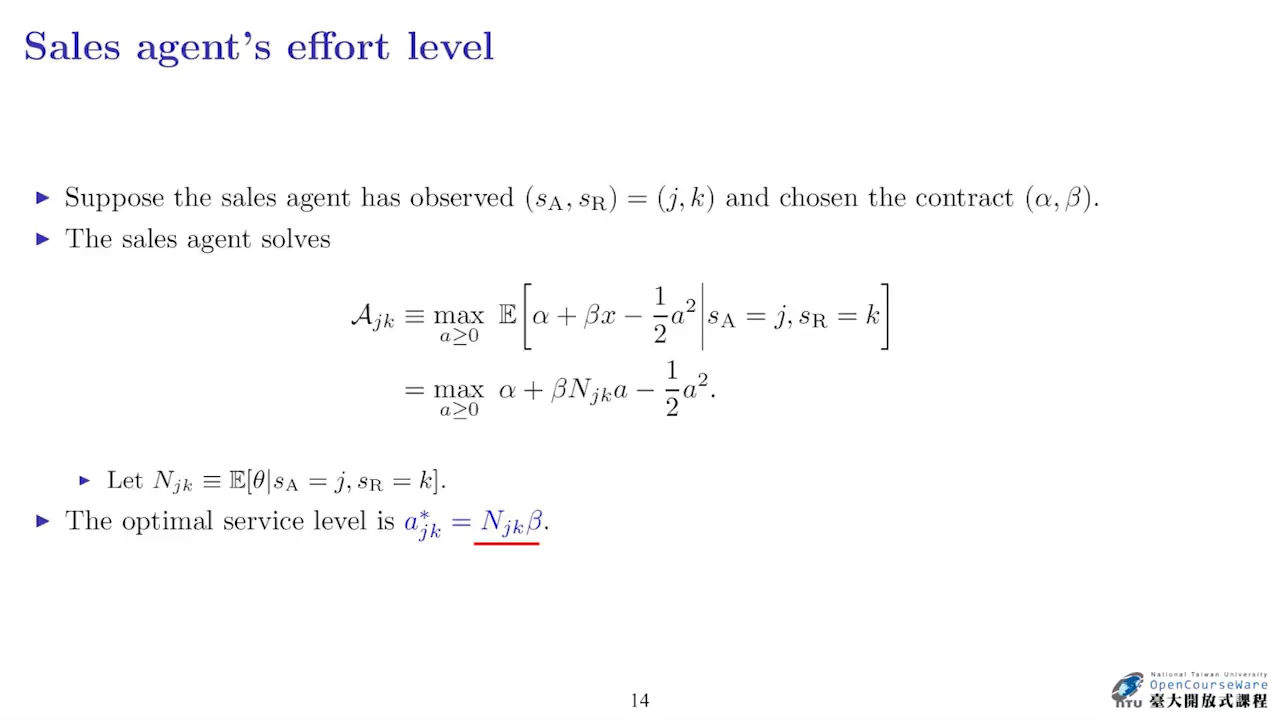 Sales agent's effort level
▶ Suppose the sales agent has observed (s_A, s_R) = (j, k) and chosen the contract (α, β).
▶ The sales agent solves
𝒜_jk ≡ max_{a≥0} 𝔼[α + βx − 1/2 a² | s_A = j, s_R = k]
= max_{a≥0} α + βN_jk a − 1/2 a².
▶ Let N_jk ≡ 𝔼[θ|s_A = j, s_R = k].
▶ The optimal service level is a*_jk = N_jk β.
14
National Taiwan University
OpenCourseWare
NTU 臺大開放式課程